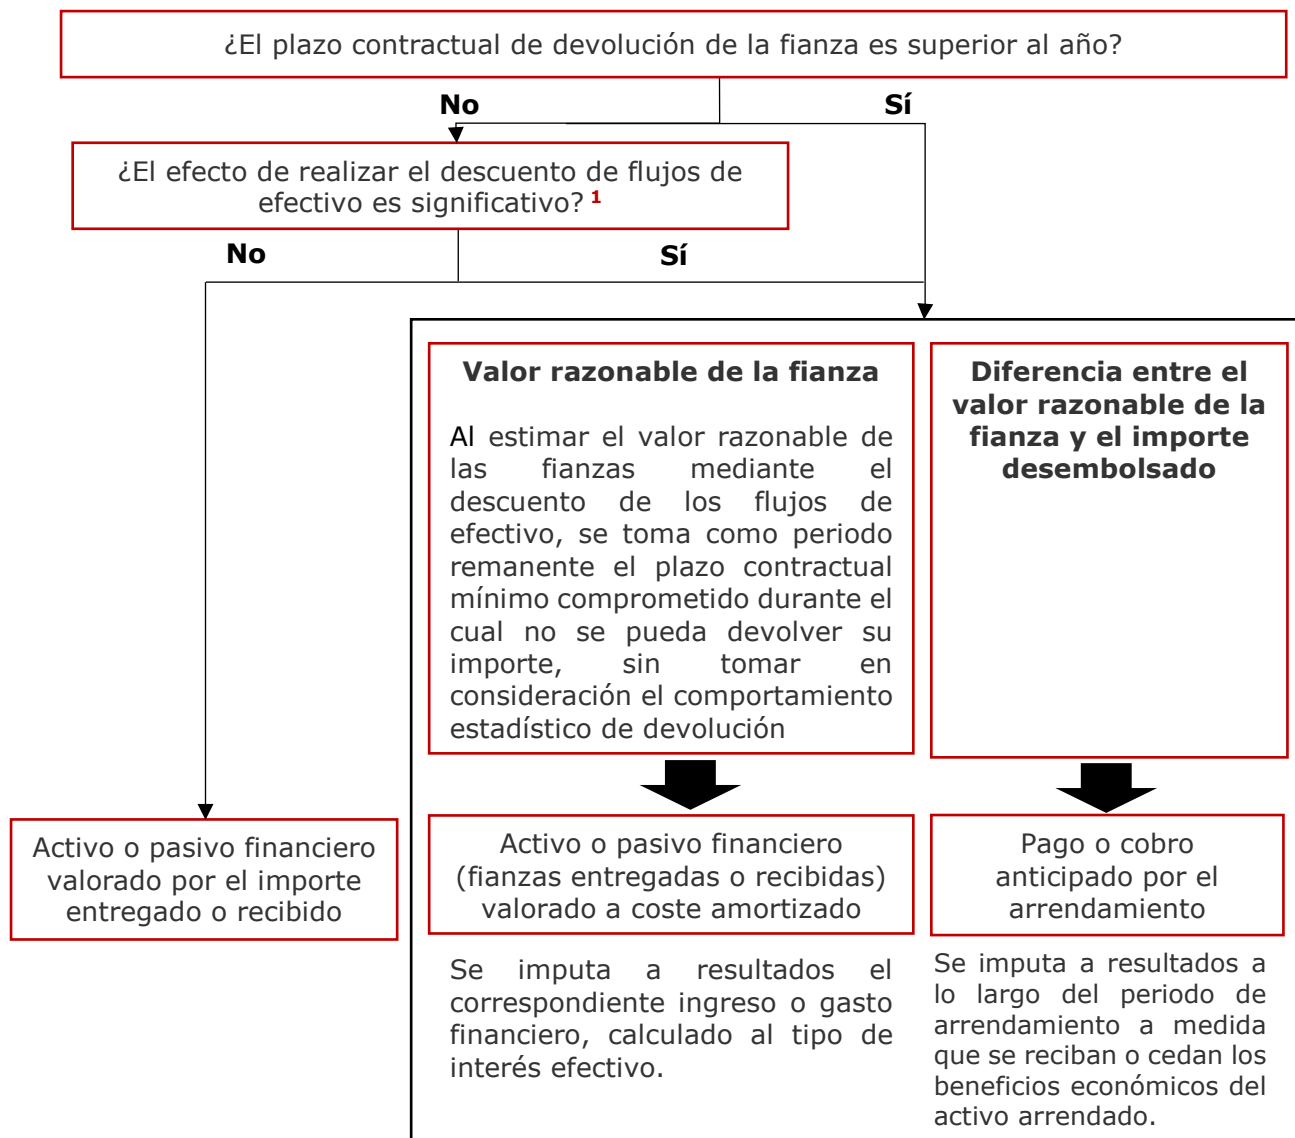 ¿El plazo contractual de devolución de la fianza es superior al año?
No
Sí
¿El efecto de realizar el descuento de flujos de
efectivo es significativo? 1
No
Sí
Valor razonable de la fianza
Al estimar el valor razonable de
las fianzas mediante el
descuento de los flujos de
efectivo, se toma como periodo
remanente el plazo contractual
mínimo comprometido durante el
cual no se pueda devolver su
importe, sin tomar en
consideración el comportamiento
estadístico de devolución
Diferencia entre el
valor razonable de la
fianza y el importe
desembolsado
Activo o pasivo financiero
valorado por el importe
entregado o recibido
Activo o pasivo financiero
(fianzas entregadas o recibidas)
valorado a coste amortizado
Pago o cobro
anticipado por el
arrendamiento
Se imputa a resultados el
correspondiente ingreso o gasto
financiero, calculado al tipo de
interés efectivo.
Se imputa a resultados a
lo largo del periodo de
arrendamiento a medida
que se reciban o cedan los
beneficios económicos del
activo arrendado.